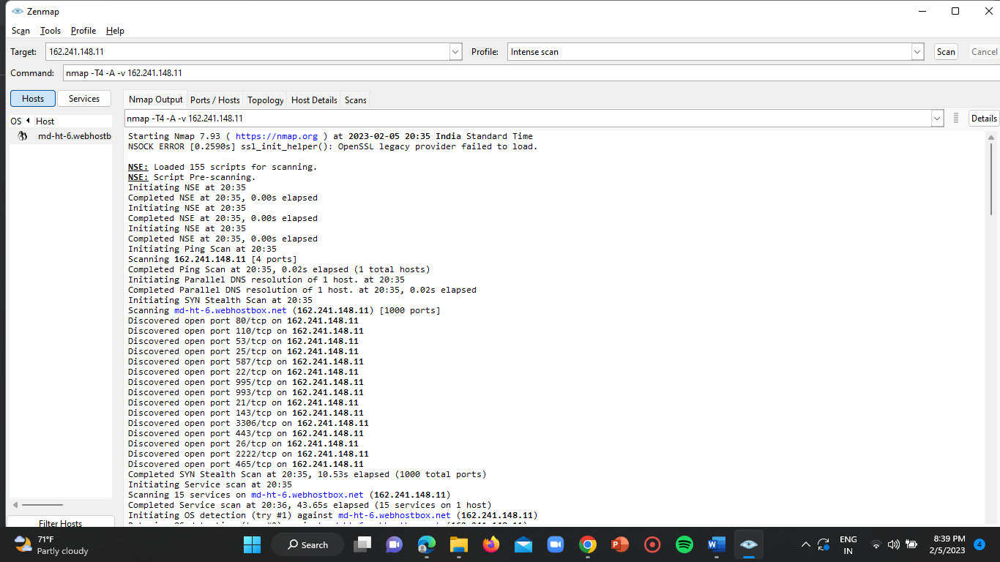 Zenmap
Scan Tools Profile Help
Target: 162.241.148.11 Profile: Intense scan Scan Cancel
Command: nmap -T4 -A -v 162.241.148.11
Hosts Services
Nmap Output Ports / Hosts Topology Host Details Scans
OS Host
md-ht-6.webhostb
nmap -T4 -A -v 162.241.148.11 Details
Starting Nmap 7.93 ( https://nmap.org ) at 2023-02-05 20:35 India Standard Time
NSOCK ERROR [0.2590s] ssl_init_helper(): OpenSSL legacy provider failed to load.
NSE: Loaded 155 scripts for scanning.
NSE: Script Pre-scanning.
Initiating NSE at 20:35
Completed NSE at 20:35, 0.00s elapsed
Initiating NSE at 20:35
Completed NSE at 20:35, 0.00s elapsed
Initiating NSE at 20:35
Completed NSE at 20:35, 0.00s elapsed
Initiating Ping Scan at 20:35
Scanning 162.241.148.11 [4 ports]
Completed Ping Scan at 20:35, 0.02s elapsed (1 total hosts)
Initiating Parallel DNS resolution of 1 host. at 20:35
Completed Parallel DNS resolution of 1 host. at 20:35, 0.02s elapsed
Initiating SYN Stealth Scan at 20:35
Scanning md-ht-6.webhostbox.net (162.241.148.11) [1000 ports]
Discovered open port 80/tcp on 162.241.148.11
Discovered open port 110/tcp on 162.241.148.11
Discovered open port 53/tcp on 162.241.148.11
Discovered open port 25/tcp on 162.241.148.11
Discovered open port 587/tcp on 162.241.148.11
Discovered open port 22/tcp on 162.241.148.11
Discovered open port 995/tcp on 162.241.148.11
Discovered open port 993/tcp on 162.241.148.11
Discovered open port 21/tcp on 162.241.148.11
Discovered open port 143/tcp on 162.241.148.11
Discovered open port 3306/tcp on 162.241.148.11
Discovered open port 443/tcp on 162.241.148.11
Discovered open port 26/tcp on 162.241.148.11
Discovered open port 2222/tcp on 162.241.148.11
Discovered open port 465/tcp on 162.241.148.11
Completed SYN Stealth Scan at 20:35, 10.53s elapsed (1000 total ports)
Initiating Service scan at 20:35
Scanning 15 services on md-ht-6.webhostbox.net (162.241.148.11)
Completed Service scan at 20:36, 43.65s elapsed (15 services on 1 host)
Initiating OS detection (try #1) against md-ht-6.webhostbox.net (162.241.148.11)
Filter Hosts
71°F
Partly cloudy
Search
ENG
IN
8:39 PM
2/5/2023
4